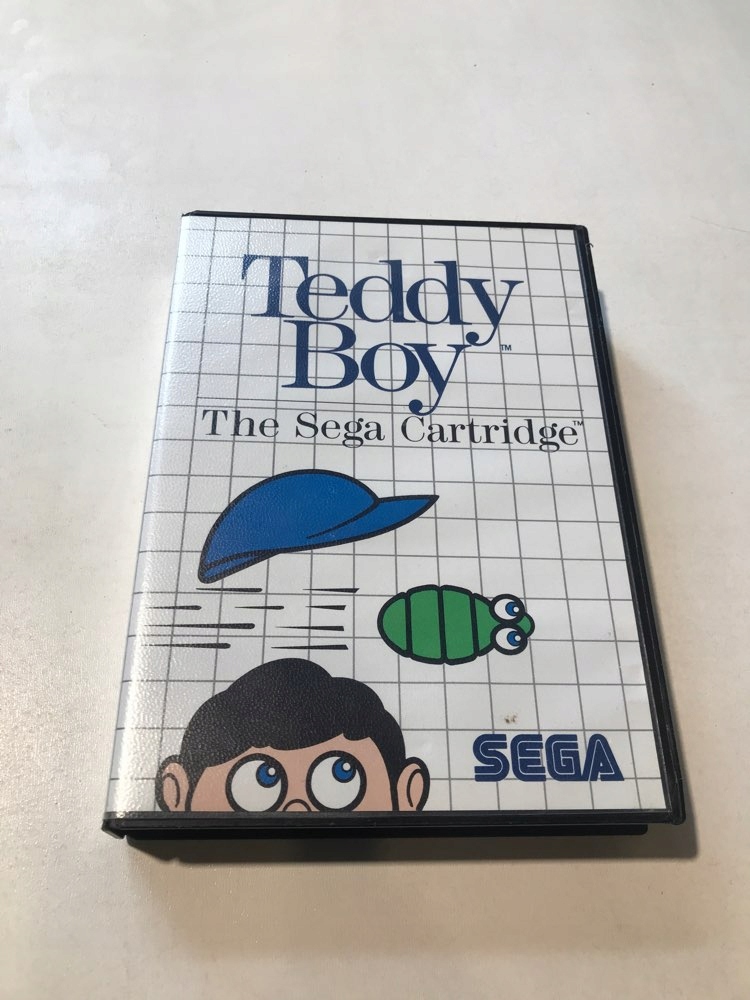 Teddy
Boy™
The Sega Cartridge™
SEGA